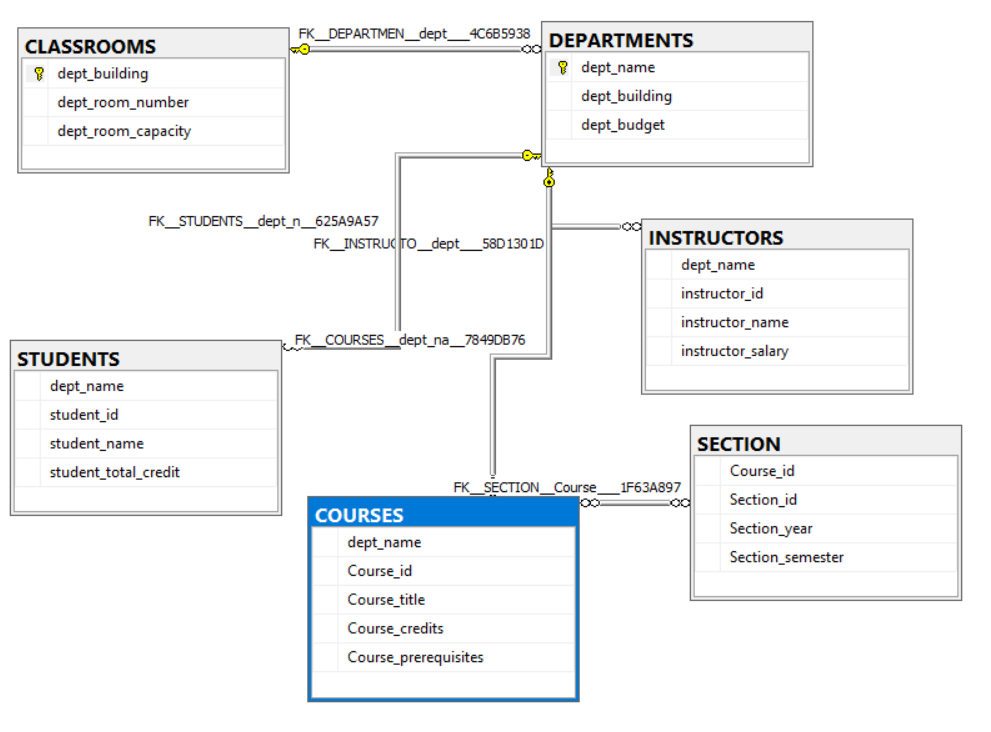 FK__DEPARTMEN__dept___4C6B5938
CLASSROOMS
dept_building
dept_room_number
dept_room_capacity
DEPARTMENTS
dept_name
dept_building
dept_budget
FK__STUDENTS__dept_n__625A9A57
FK__INSTRUCTO__dept___58D1301D
INSTRUCTORS
dept_name
instructor_id
instructor_name
instructor_salary
FK__COURSES__dept_na__7849DB76
STUDENTS
dept_name
student_id
student_name
student_total_credit
SECTION
Course_id
Section_id
Section_year
Section_semester
FK__SECTION__Course___1F63A897
COURSES
dept_name
Course_id
Course_title
Course_credits
Course_prerequisites